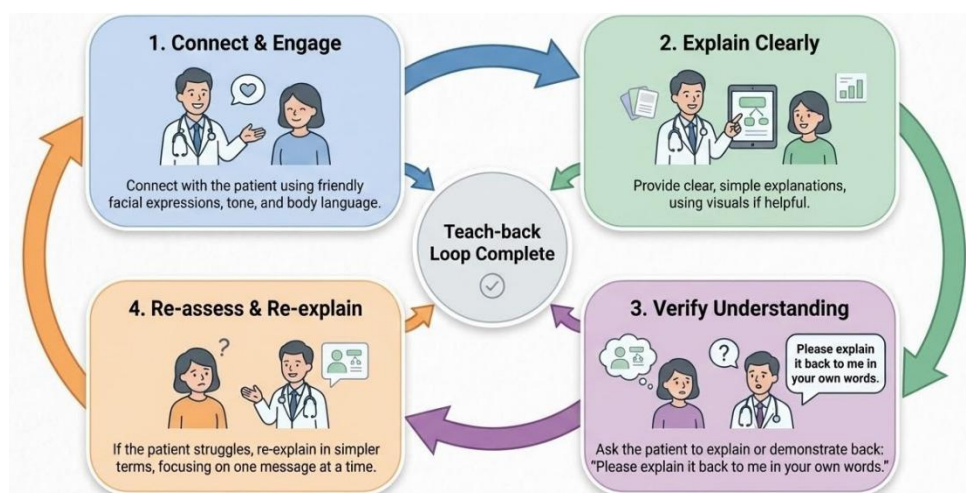 1. Connect & Engage
Connect with the patient using friendly
facial expressions, tone, and body language.
2. Explain Clearly
Provide clear, simple explanations,
using visuals if helpful.
Teach-back
Loop Complete
3. Verify Understanding
?
Please explain
it back to me in
your own words.
Ask the patient to explain or demonstrate back:
"Please explain it back to me in your own words."
4. Re-assess & Re-explain
?
If the patient struggles, re-explain in simpler
terms, focusing on one message at a time.